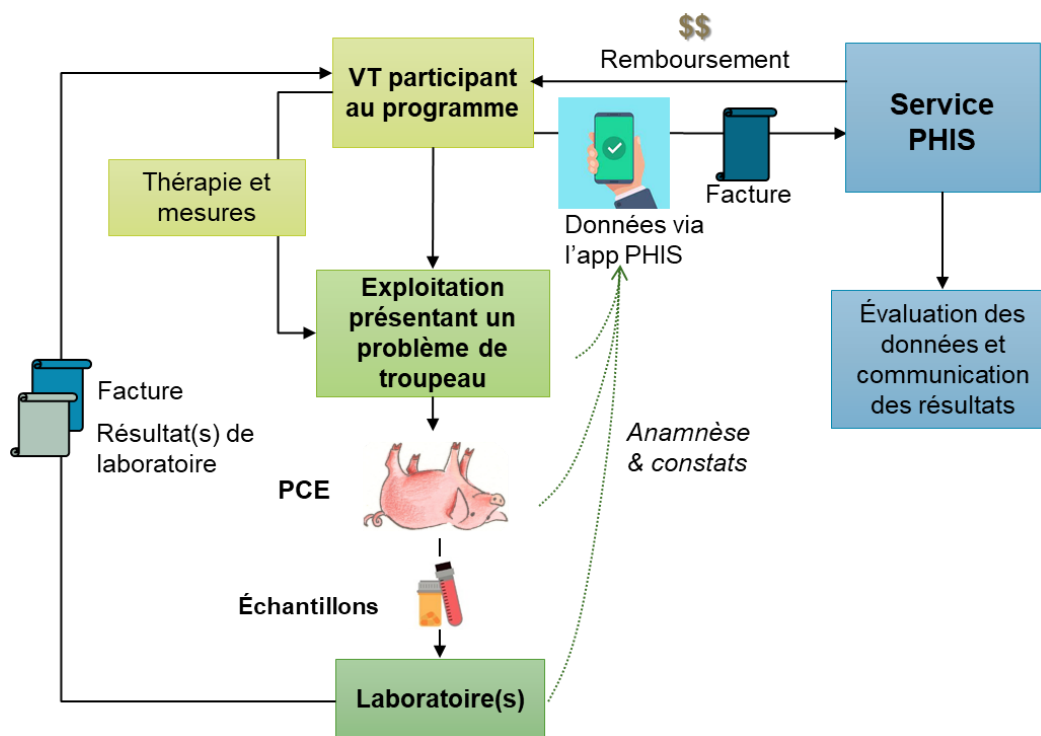 $$
Remboursement
VT participant
au programme
Service
PHIS
Thérapie et
mesures
Facture
Données via
l'app PHIS
Exploitation
présentant un
problème de
troupeau
Évaluation des
données et
communication
des résultats
Facture
Résultat(s) de
laboratoire
Anamnèse
& constats
PCE
Échantillons
Laboratoire(s)